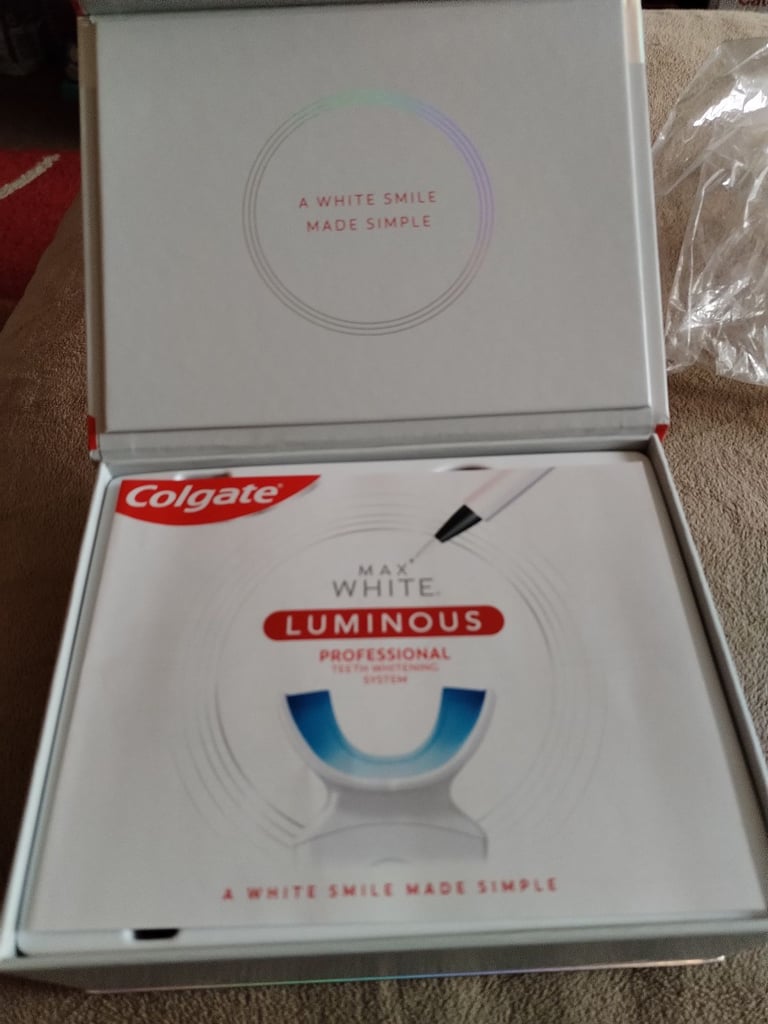 A WHITE SMILE
MADE SIMPLE
Colgate®
MAX
WHITE®
LUMINOUS
PROFESSIONAL
TEETH WHITENING
SYSTEM
A WHITE SMILE MADE SIMPLE